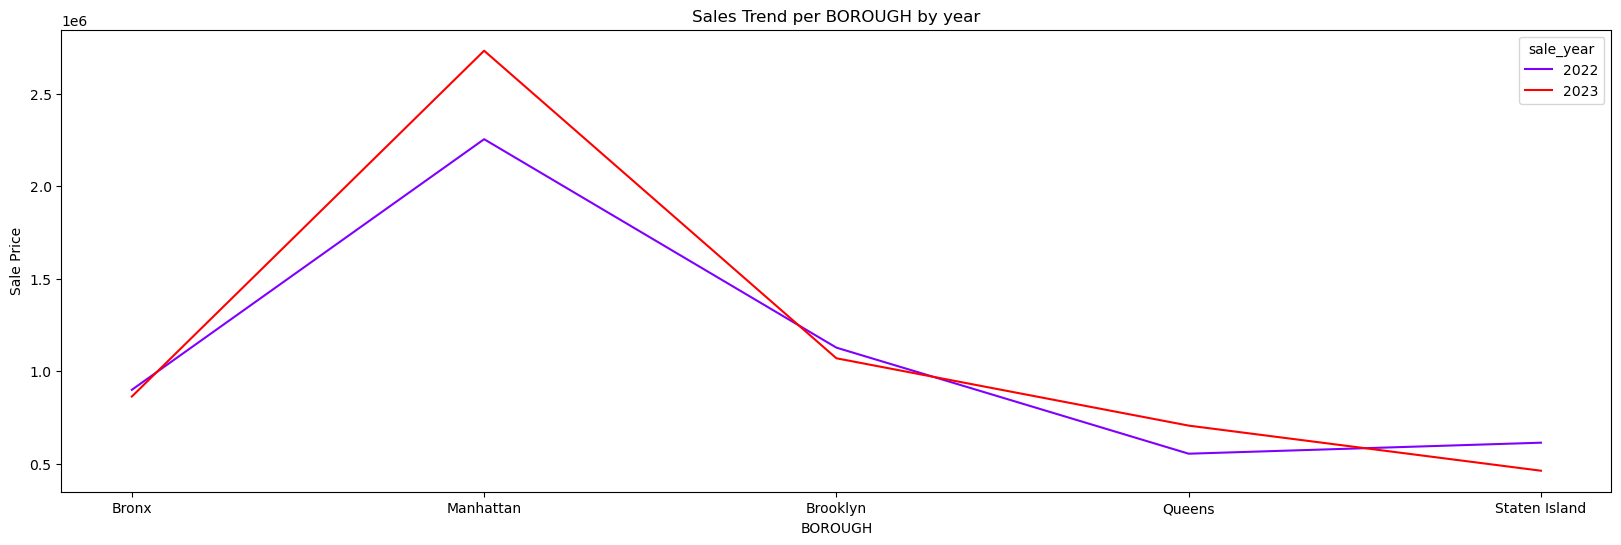 Sales Trend per BOROUGH by year
1e6
sale_year
2022
2023
2.5
2.0
1.5
1.0
0.5
Sale Price
Bronx Manhattan Brooklyn Queens Staten Island
BOROUGH